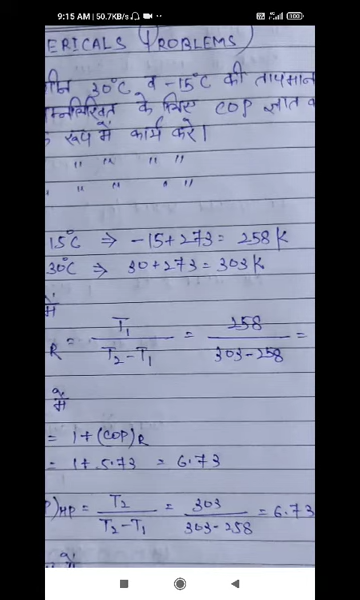 9:15 AM | 50.7KB/s
ERICALS (PROBLEMS)
30°C व -15°C की तापमान
के लिए COP ज्ञात
रूप में कार्य करे।
" " " "
" " " "
15°C ⇒ -15+273 = 258K
30°C ⇒ 30+273 = 303K
में
R = T₁ / (T₂-T₁) = 258 / (303-258) =
में
= 1+(COP)R
= 1+5.73 = 6.73
P)HP = T₂ / (T₂-T₁) = 303 / (303-258) = 6.73